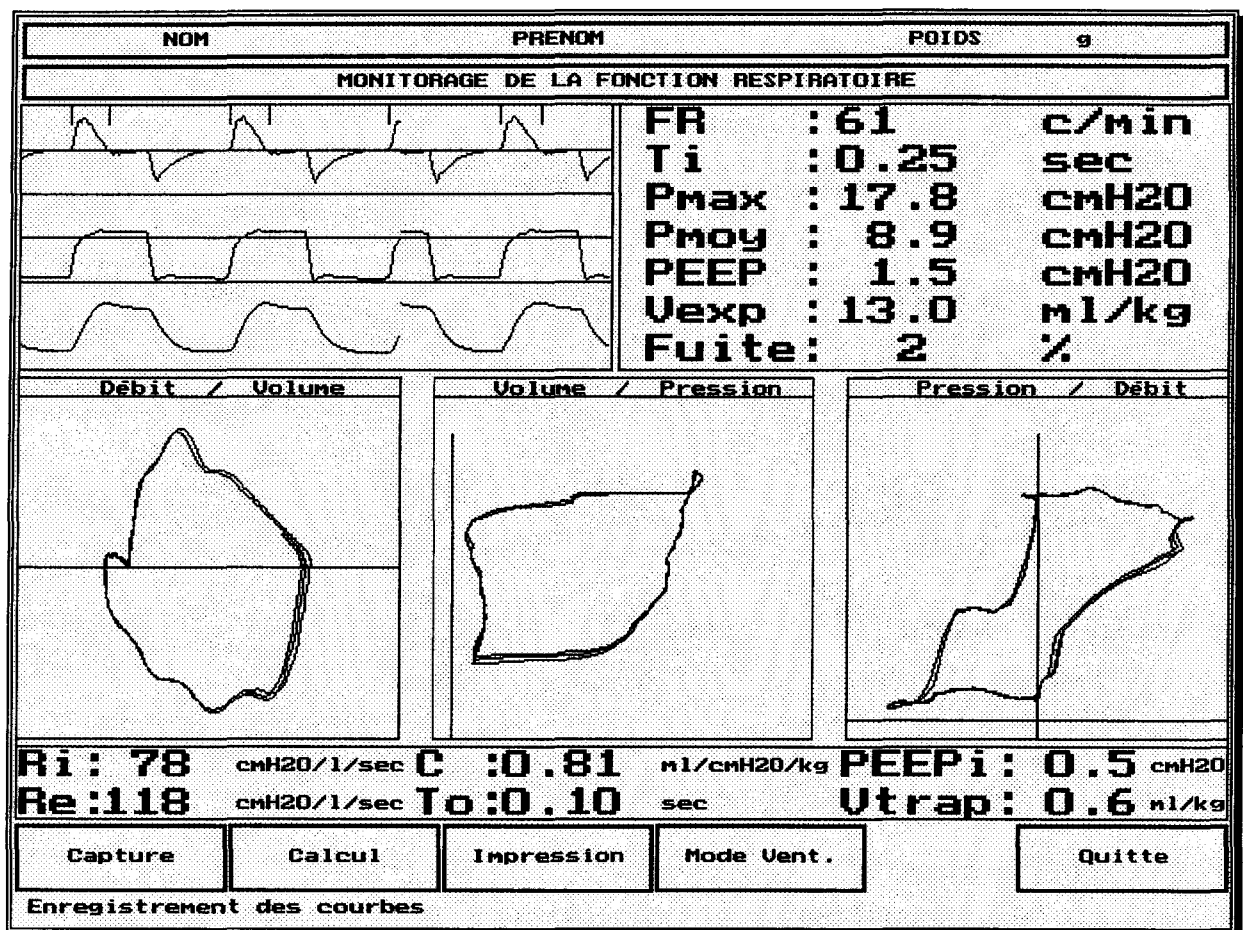 NOM PRENOM POIDS g
MONITORAGE DE LA FONCTION RESPIRATOIRE
FR :61 c/min
Ti :0.25 sec
Pmax :17.8 cmH2O
Pmoy : 8.9 cmH2O
PEEP : 1.5 cmH2O
Vexp :13.0 ml/kg
Fuite: 2 %
Débit / Volume
Volume / Pression
Pression / Débit
Ri: 78 cmH2O/l/sec C :0.81 ml/cmH2O/kg PEEPi: 0.5 cmH2O
Re:118 cmH2O/l/sec To:0.10 sec Vtrap: 0.6 ml/kg
Capture Calcul Impression Mode Vent. Quitte
Enregistrement des courbes